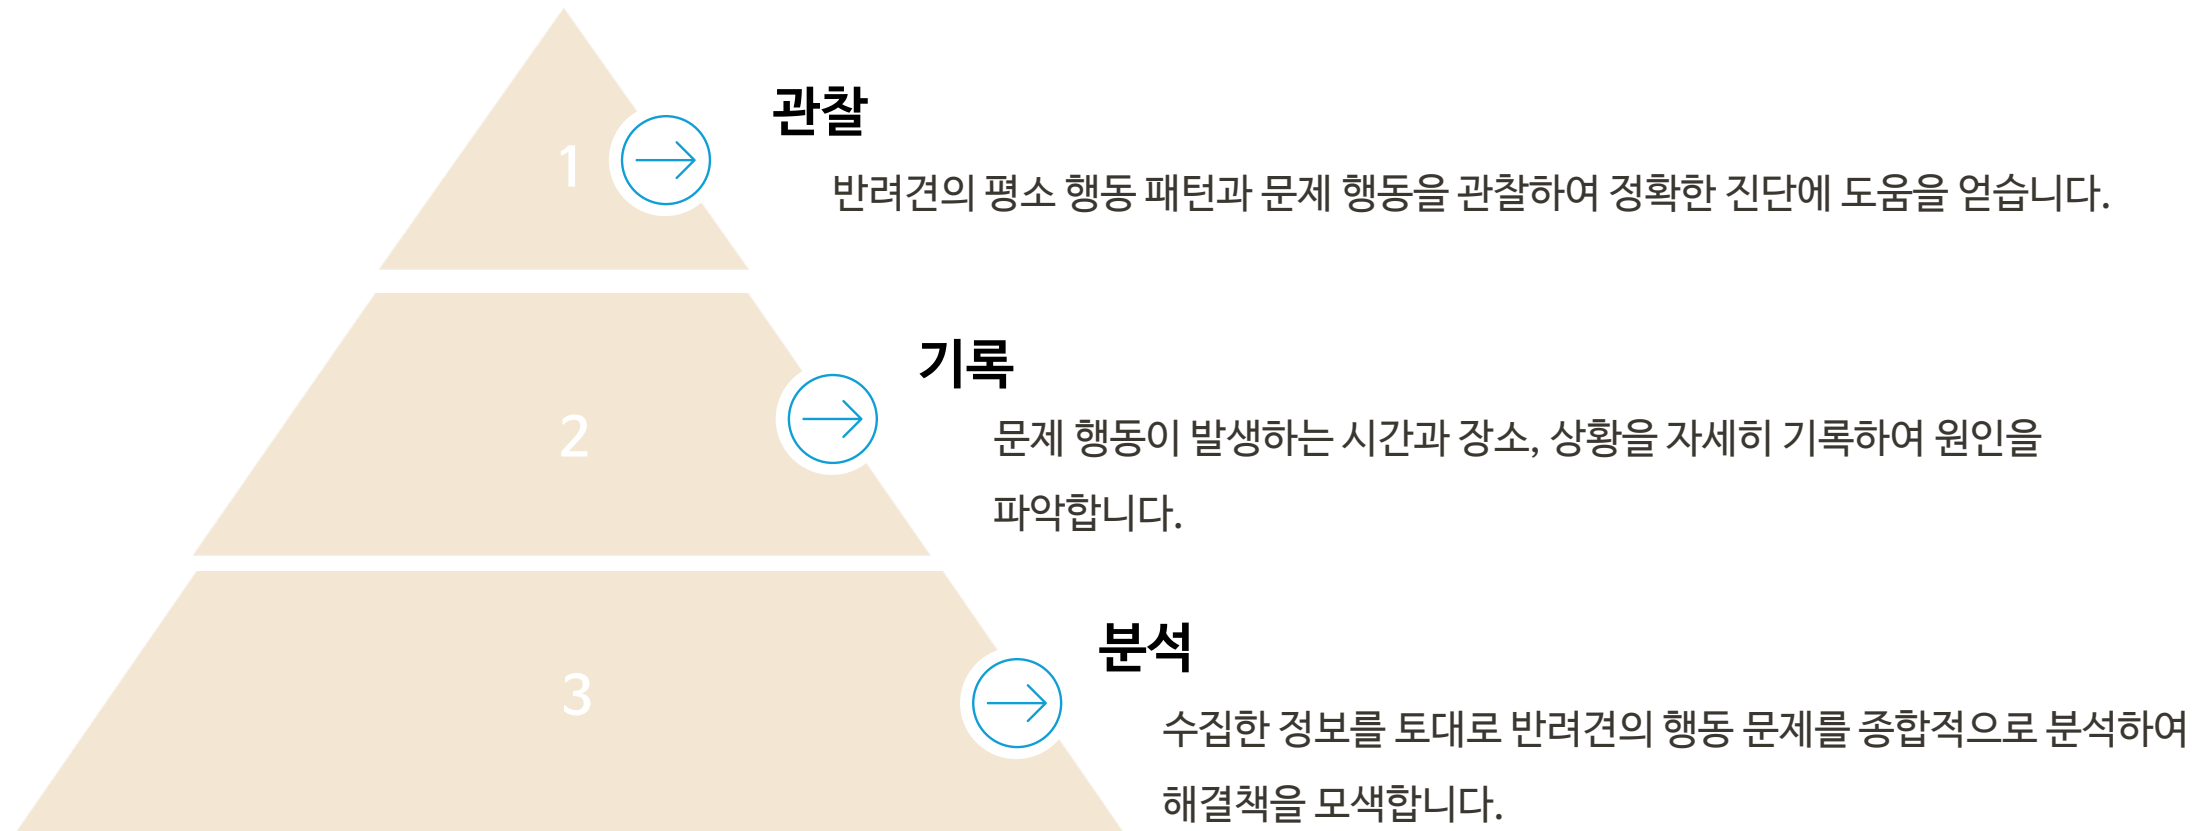 관찰
1
반려견의 평소 행동 패턴과 문제 행동을 관찰하여 정확한 진단에 도움을 얻습니다.
기록
2
문제 행동이 발생하는 시간과 장소, 상황을 자세히 기록하여 원인을
파악합니다.
분석
3
수집한 정보를 토대로 반려견의 행동 문제를 종합적으로 분석하여
해결책을 모색합니다.